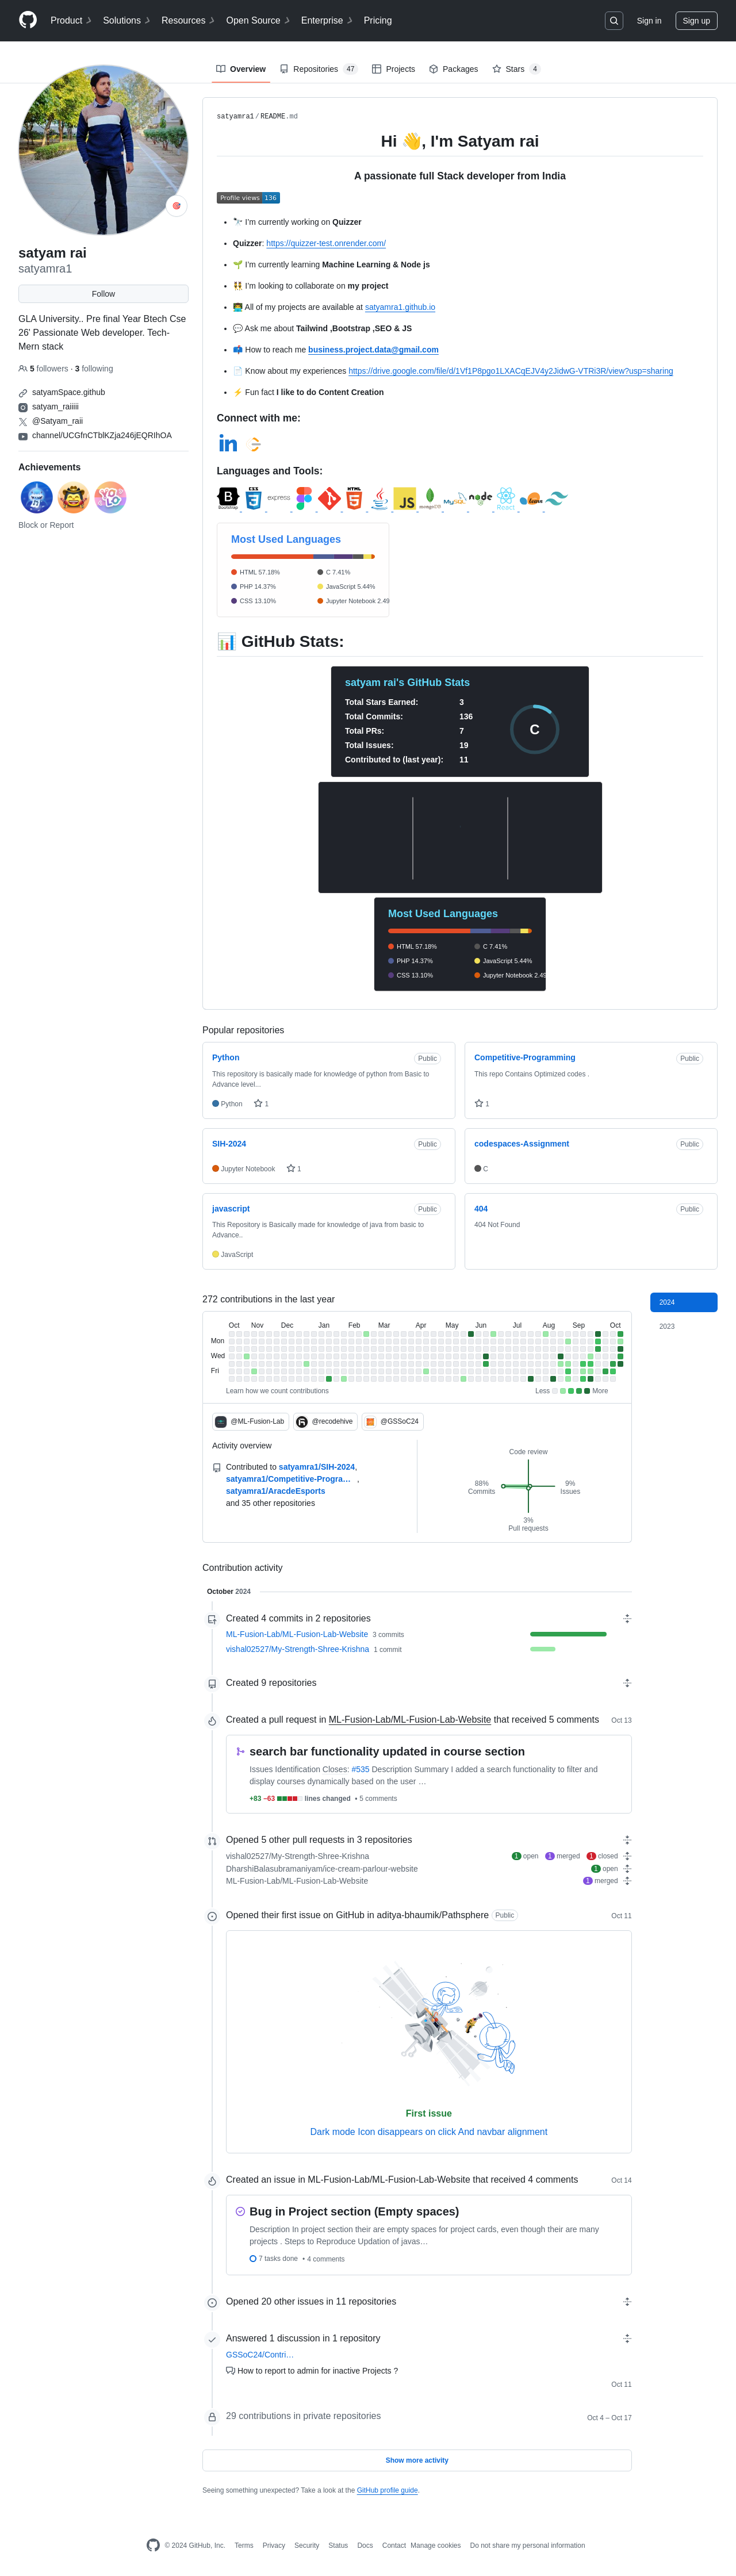 Product Solutions Resources Open Source Enterprise Pricing Sign in Sign up
Overview Repositories 47 Projects Packages Stars 4
satyam rai
satyamra1
Follow
GLA University.. Pre final Year Btech Cse
26' Passionate Web developer. Tech-
Mern stack
5 followers · 3 following
satyamSpace.github
satyam_raiiiii
@Satyam_raii
channel/UCGfnCTblKZja246jEQRIhOA
Achievements
Block or Report
satyamra1/README.md
Hi 👋, I'm Satyam rai
A passionate full Stack developer from India
Profile views 136
🔭 I'm currently working on Quizzer
Quizzer: https://quizzer-test.onrender.com/
🌱 I'm currently learning Machine Learning & Node js
👯 I'm looking to collaborate on my project
👨‍💻 All of my projects are available at satyamra1.github.io
💬 Ask me about Tailwind ,Bootstrap ,SEO & JS
📫 How to reach me business.project.data@gmail.com
📄 Know about my experiences https://drive.google.com/file/d/1Vf1P8pgo1LXACqEJV4y2JidwG-VTRi3R/view?usp=sharing
⚡ Fun fact I like to do Content Creation
Connect with me:
Languages and Tools:
Most Used Languages
HTML 57.18% C 7.41%
PHP 14.37% JavaScript 5.44%
CSS 13.10% Jupyter Notebook 2.49
📊 GitHub Stats:
satyam rai's GitHub Stats
Total Stars Earned: 3
Total Commits: 136
Total PRs: 7
Total Issues: 19
Contributed to (last year): 11
C
Most Used Languages
HTML 57.18% C 7.41%
PHP 14.37% JavaScript 5.44%
CSS 13.10% Jupyter Notebook 2.49
Popular repositories
Python Public
This repository is basically made for knowledge of python from Basic to
Advance level...
Python 1
Competitive-Programming Public
This repo Contains Optimized codes .
1
SIH-2024 Public
Jupyter Notebook 1
codespaces-Assignment Public
C
javascript Public
This Repository is Basically made for knowledge of java from basic to
Advance..
JavaScript
404 Public
404 Not Found
272 contributions in the last year
2024
2023
Oct Nov Dec Jan Feb Mar Apr May Jun Jul Aug Sep Oct
Mon
Wed
Fri
Learn how we count contributions Less More
@ML-Fusion-Lab @recodehive @GSSoC24
Activity overview
Contributed to satyamra1/SIH-2024,
satyamra1/Competitive-Progra… ,
satyamra1/AracdeEsports
and 35 other repositories
Code review
88% Commits
9% Issues
3%
Pull requests
Contribution activity
October 2024
Created 4 commits in 2 repositories
ML-Fusion-Lab/ML-Fusion-Lab-Website 3 commits
vishal02527/My-Strength-Shree-Krishna 1 commit
Created 9 repositories
Created a pull request in ML-Fusion-Lab/ML-Fusion-Lab-Website that received 5 comments Oct 13
search bar functionality updated in course section
Issues Identification Closes: #535 Description Summary I added a search functionality to filter and
display courses dynamically based on the user …
+83 −63 lines changed • 5 comments
Opened 5 other pull requests in 3 repositories
vishal02527/My-Strength-Shree-Krishna 1 open 1 merged 1 closed
DharshiBalasubramaniyam/ice-cream-parlour-website 1 open
ML-Fusion-Lab/ML-Fusion-Lab-Website 1 merged
Opened their first issue on GitHub in aditya-bhaumik/Pathsphere Public Oct 11
First issue
Dark mode Icon disappears on click And navbar alignment
Created an issue in ML-Fusion-Lab/ML-Fusion-Lab-Website that received 4 comments Oct 14
Bug in Project section (Empty spaces)
Description In project section their are empty spaces for project cards, even though their are many
projects . Steps to Reproduce Updation of javas…
7 tasks done • 4 comments
Opened 20 other issues in 11 repositories
Answered 1 discussion in 1 repository
GSSoC24/Contri…
How to report to admin for inactive Projects ?
Oct 11
29 contributions in private repositories Oct 4 – Oct 17
Show more activity
Seeing something unexpected? Take a look at the GitHub profile guide.
© 2024 GitHub, Inc. Terms Privacy Security Status Docs Contact Manage cookies Do not share my personal information